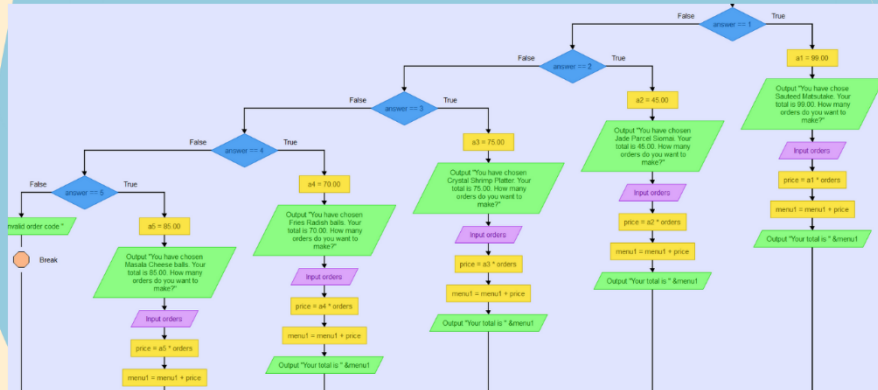 False
answer == 1
True
a1 = 99.00
Output "You have chose
Sauteed Matsutake. Your
total is 99.00. How many
orders do you want to
make?"
Input orders
price = a1 * orders
menu1 = menu1 + price
Output "Your total is " &menu1
False
answer == 2
True
a2 = 45.00
Output "You have chosen
Jade Parcel Siomai. Your
total is 45.00. How many
orders do you want to
make?"
Input orders
price = a2 * orders
menu1 = menu1 + price
Output "Your total is " &menu1
False
answer == 3
True
a3 = 75.00
Output "You have chosen
Crystal Shrimp Platter. Your
total is 75.00. How many
orders do you want to
make?"
Input orders
price = a3 * orders
menu1 = menu1 + price
Output "Your total is " &menu1
False
answer == 4
True
a4 = 70.00
Output "You have chosen
Fries Radish balls. Your
total is 70.00. How many
orders do you want to
make?"
Input orders
price = a4 * orders
menu1 = menu1 + price
Output "Your total is " &menu1
False
answer == 5
True
nvalid order code "
Break
a5 = 85.00
Output "You have chosen
Masala Cheese balls. Your
total is 85.00. How many
orders do you want to
make?"
Input orders
price = a5 * orders
menu1 = menu1 + price